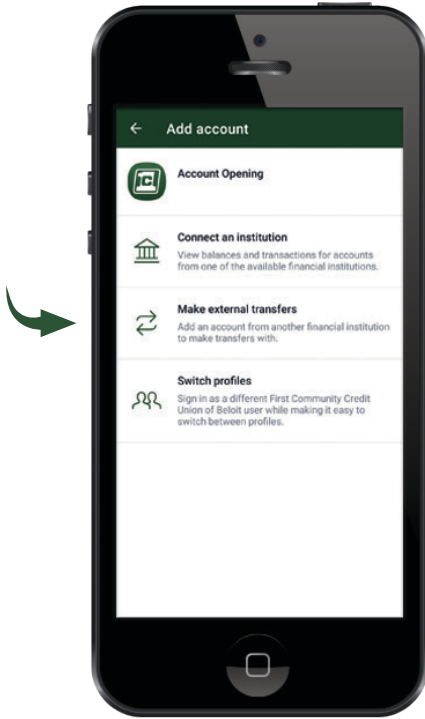 Add account
Account Opening
Connect an institution
View balances and transactions for accounts
from one of the available financial institutions.
Make external transfers
Add an account from another financial institution
to make transfers with.
Switch profiles
Sign in as a different First Community Credit
Union of Beloit user while making it easy to
switch between profiles.